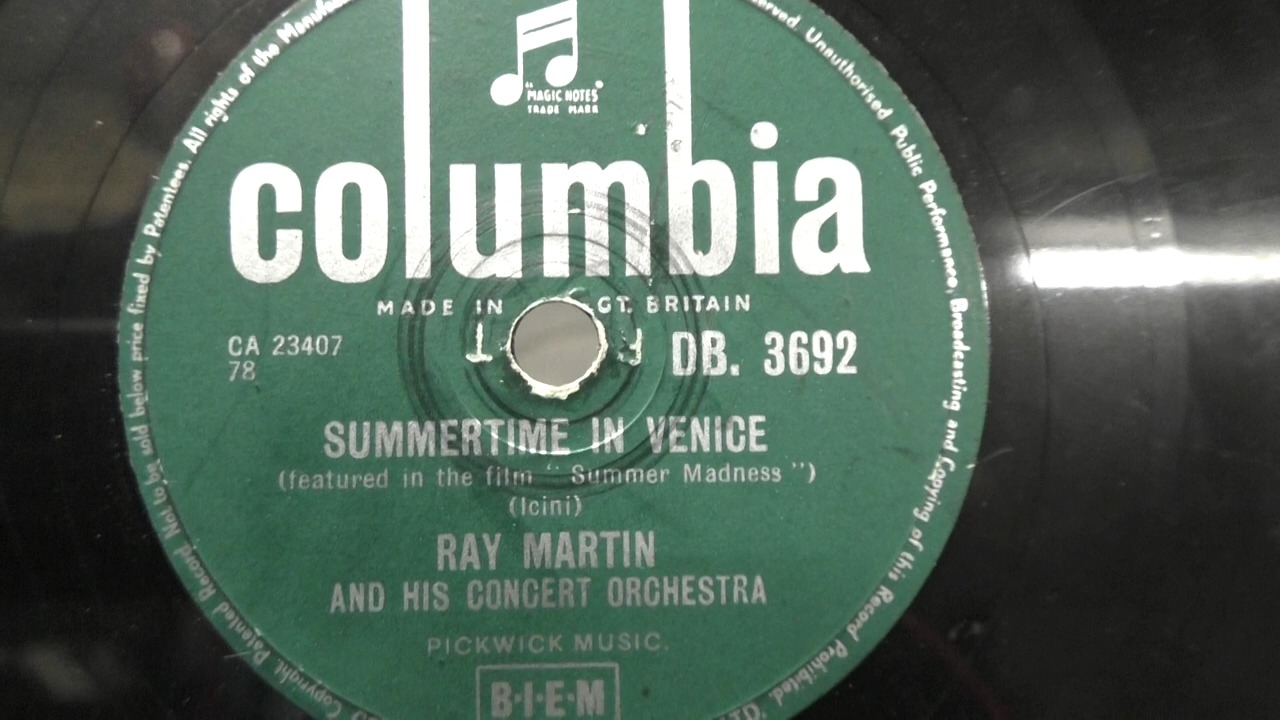 "MAGIC NOTES"
TRADE MARK
columbia
MADE IN GT. BRITAIN
CA 23407
78
DB. 3692
SUMMERTIME IN VENICE
(featured in the film "Summer Madness")
(Icini)
RAY MARTIN
AND HIS CONCERT ORCHESTRA
PICKWICK MUSIC.
B·I·E·M
Copyright. Patented Record Not to be sold below price fixed by Patentees. All rights of the
Unauthorised Public Performance, Broadcasting and Copying of this Record Prohibited.
LTD.